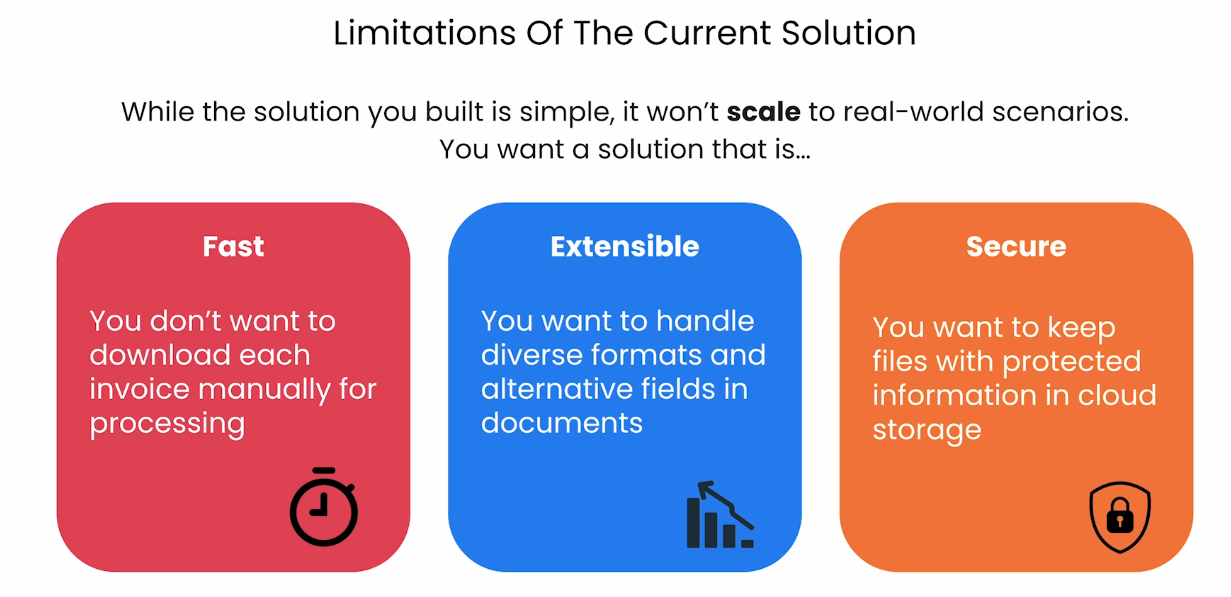 Limitations Of The Current Solution
While the solution you built is simple, it won’t scale to real-world scenarios.
You want a solution that is...
Fast
You don’t want to
download each
invoice manually for
processing
Extensible
You want to handle
diverse formats and
alternative fields in
documents
Secure
You want to keep
files with protected
information in cloud
storage